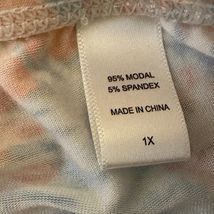 95% MODAL
5% SPANDEX
MADE IN CHINA
1X